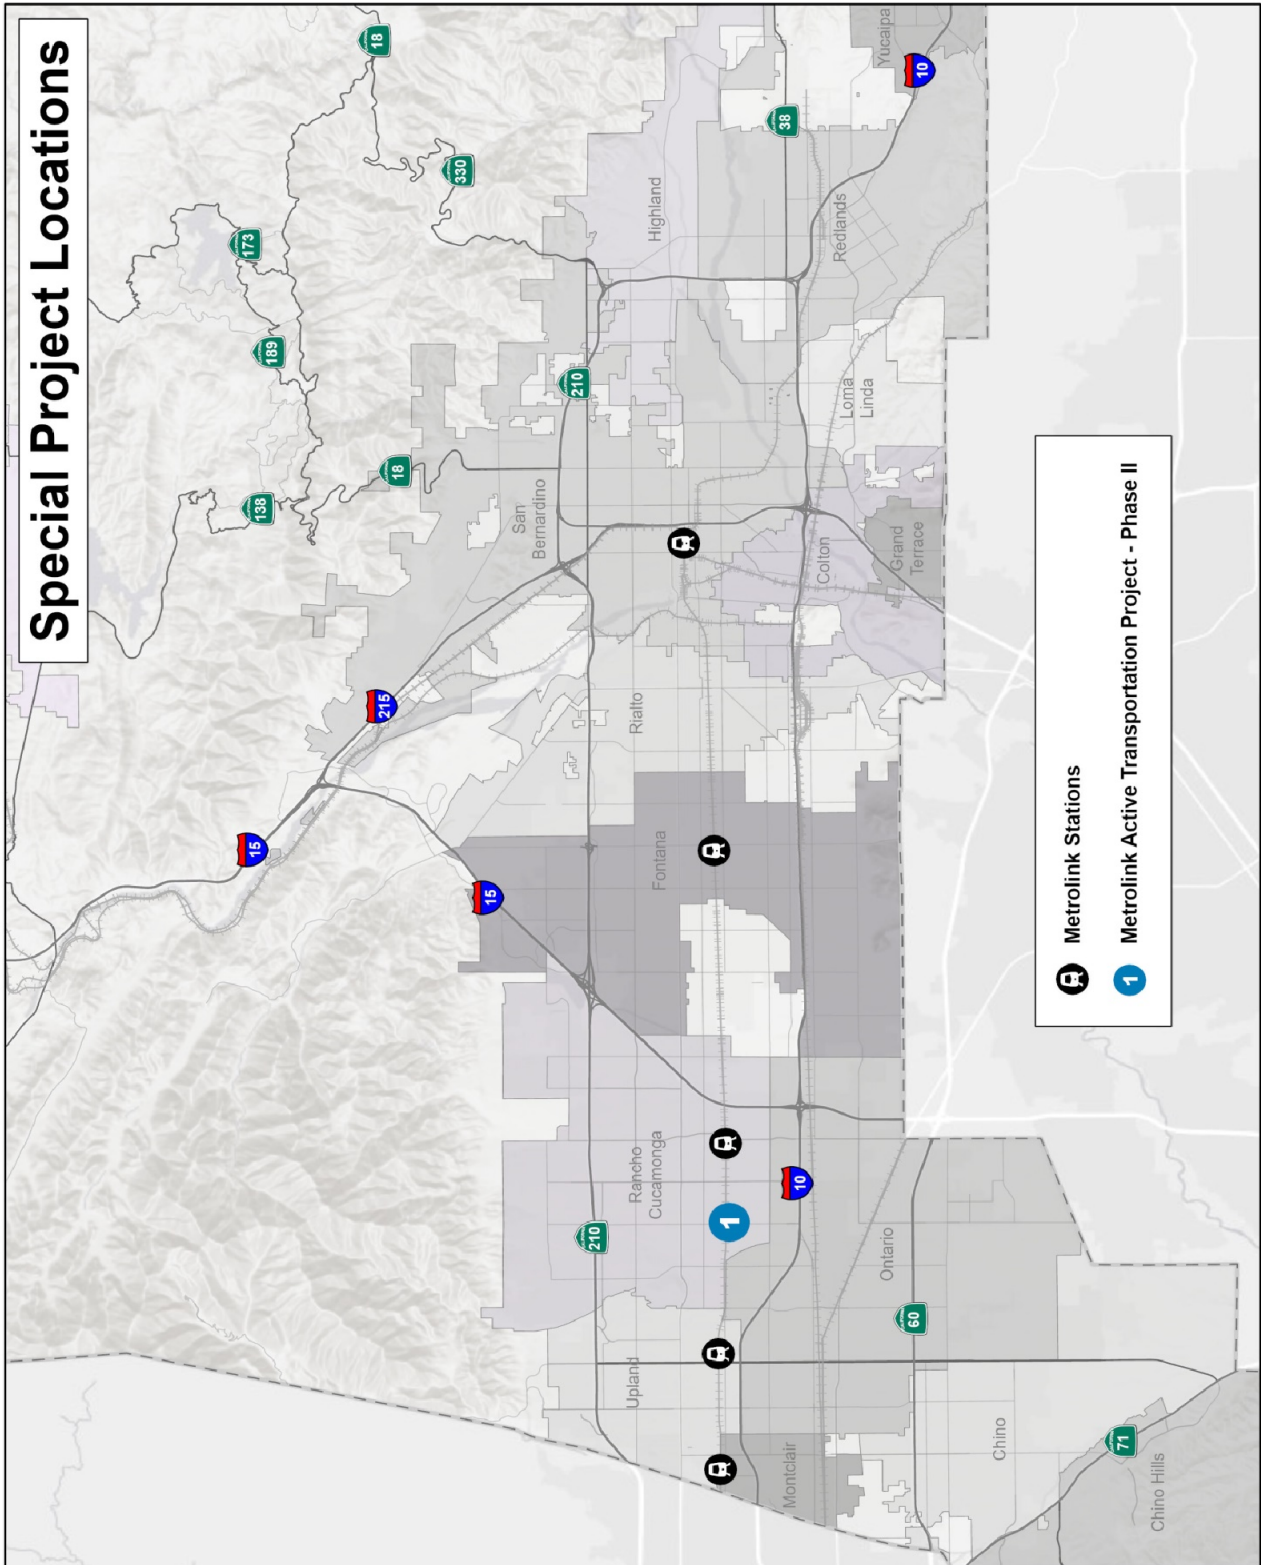 Special Project Locations
18
173
330
189
138
18
Yucaipa
10
38
Highland
Redlands
210
Loma
Linda
San
Bernardino
215
15
Colton
Grand
Terrace
Rialto
15
Fontana
Rancho
Cucamonga
210
1
10
Ontario
60
Upland
Montclair
Chino
71
Chino Hills
Metrolink Stations
1 Metrolink Active Transportation Project - Phase II